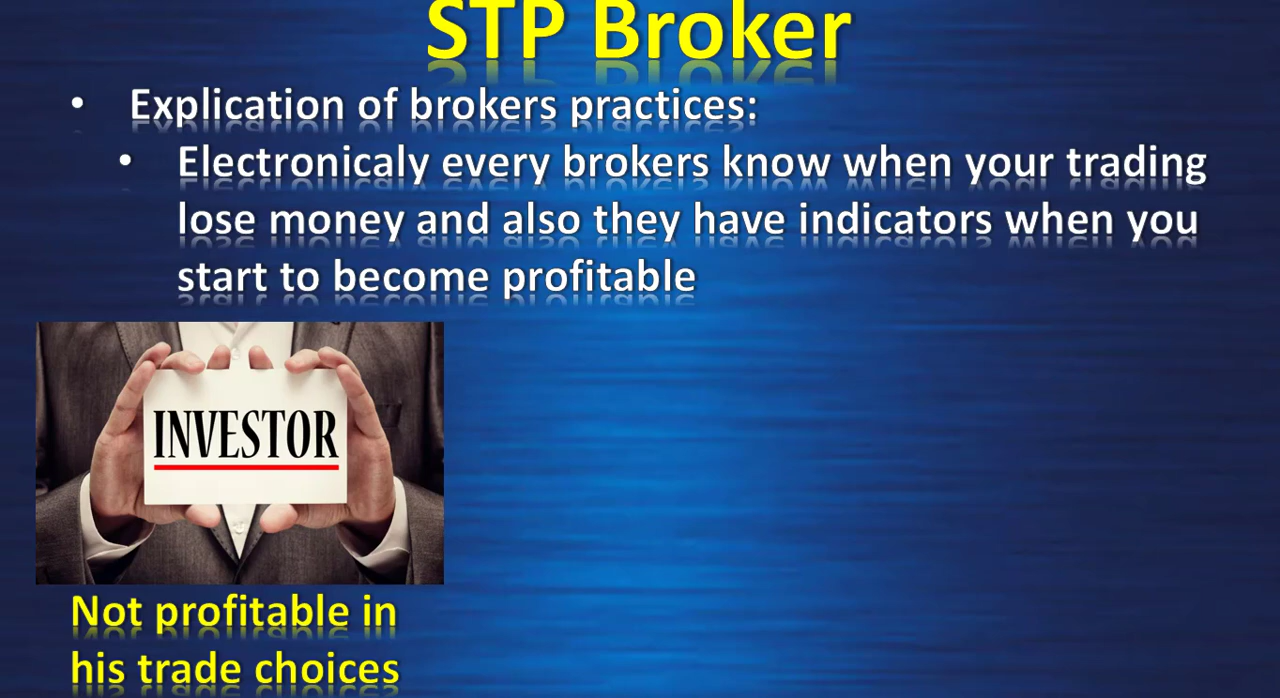 STP Broker
• Explication of brokers practices:
• Electronicaly every brokers know when your trading
lose money and also they have indicators when you
start to become profitable
INVESTOR
Not profitable in
his trade choices